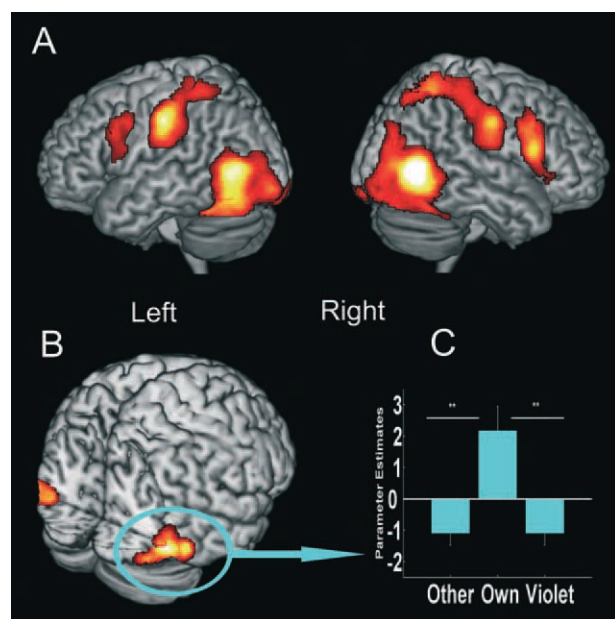 A
Left Right
B
C
Parameter Estimates
3
2
1
0
-1
-2
** **
Other Own Violet